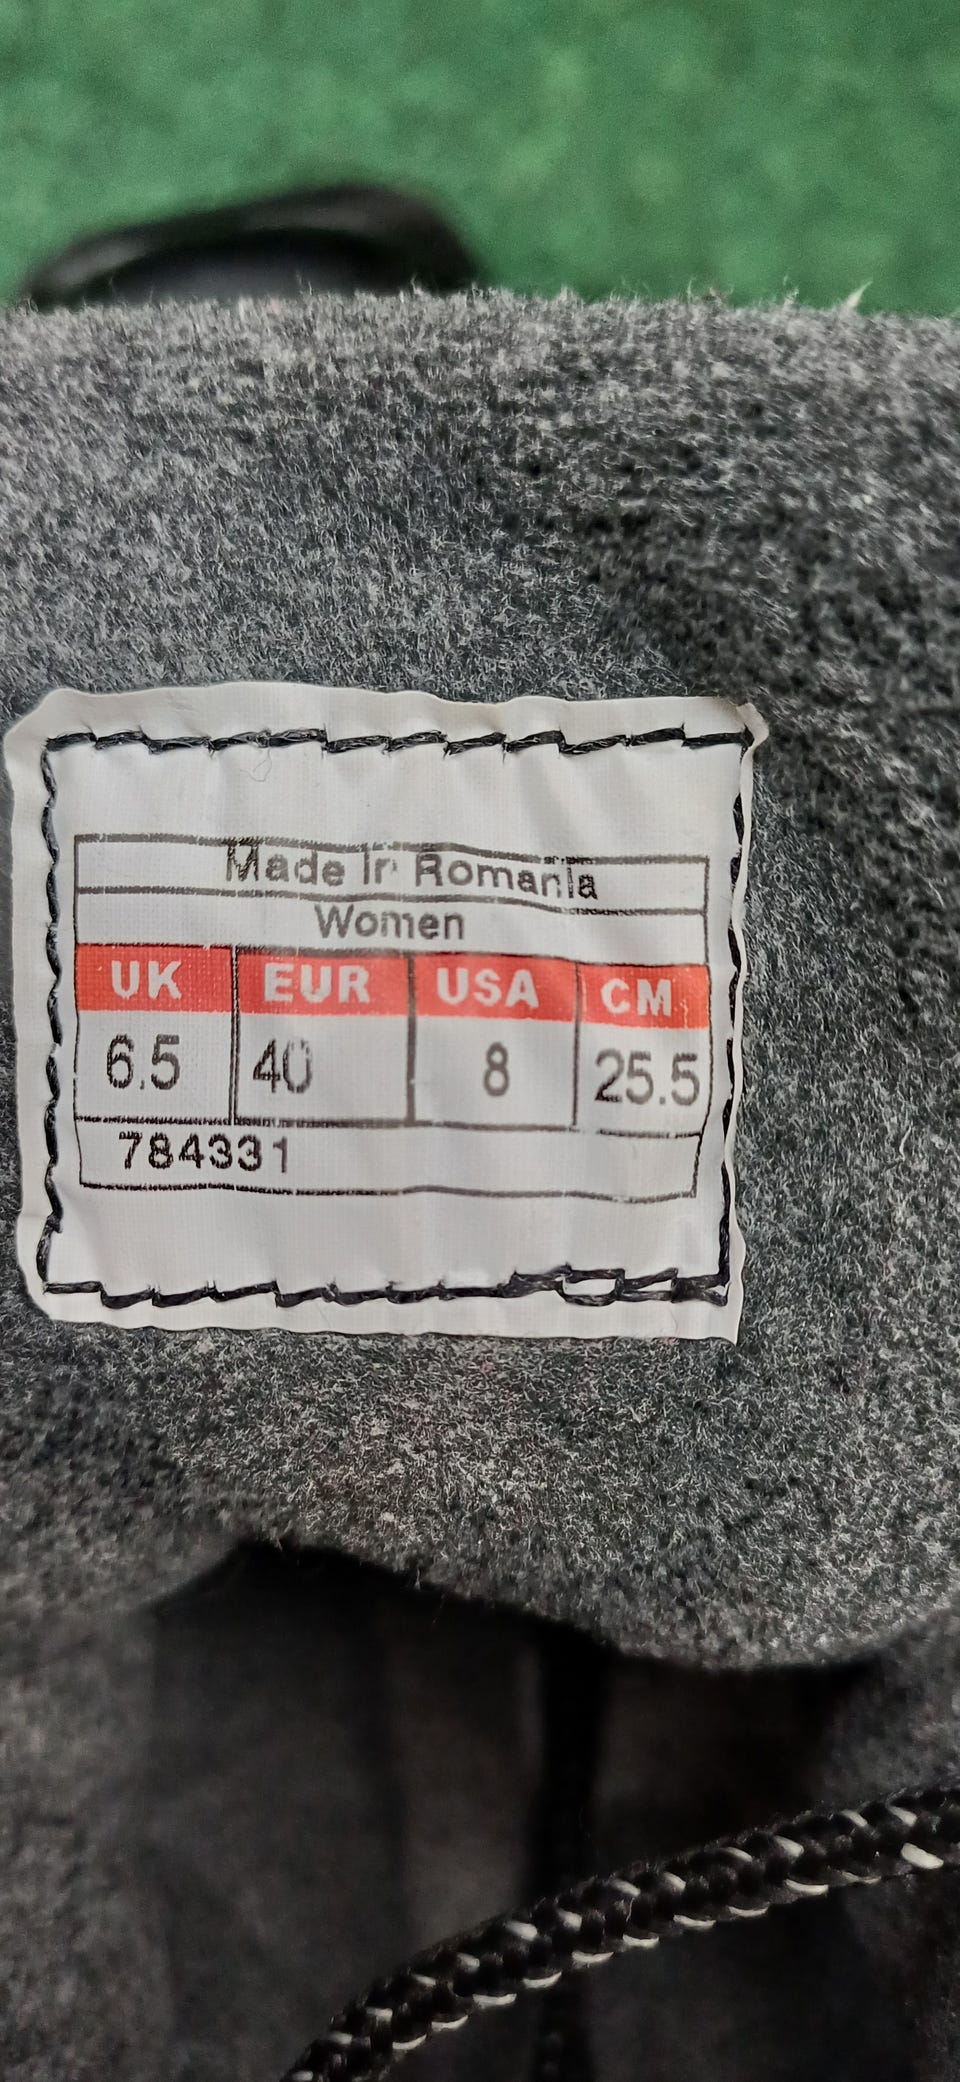 Made In Romania
Women
UK EUR USA CM
6.5 40 8 25.5
784331